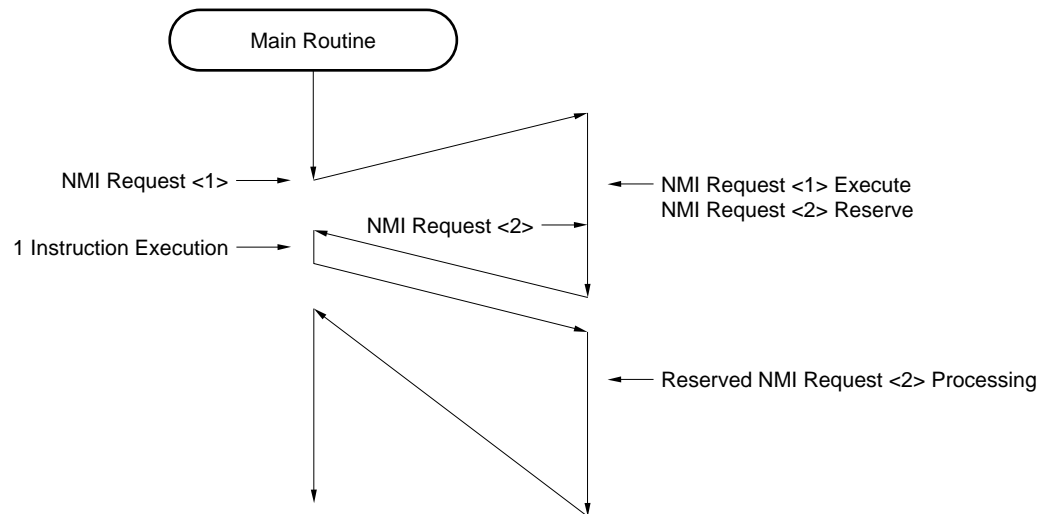 Main Routine
NMI Request <1>
NMI Request <1> Execute
NMI Request <2> Reserve
NMI Request <2>
1 Instruction Execution
Reserved NMI Request <2> Processing